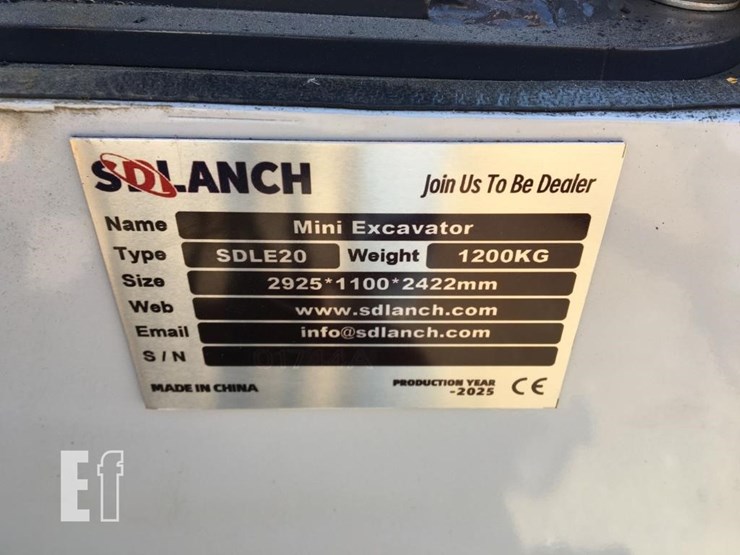 SDLANCH
Join Us To Be Dealer
Name Mini Excavator
Type SDLE20 Weight 1200KG
Size 2925*1100*2422mm
Web www.sdlanch.com
Email info@sdlanch.com
S / N
MADE IN CHINA
PRODUCTION YEAR
-2025
CE
Ef